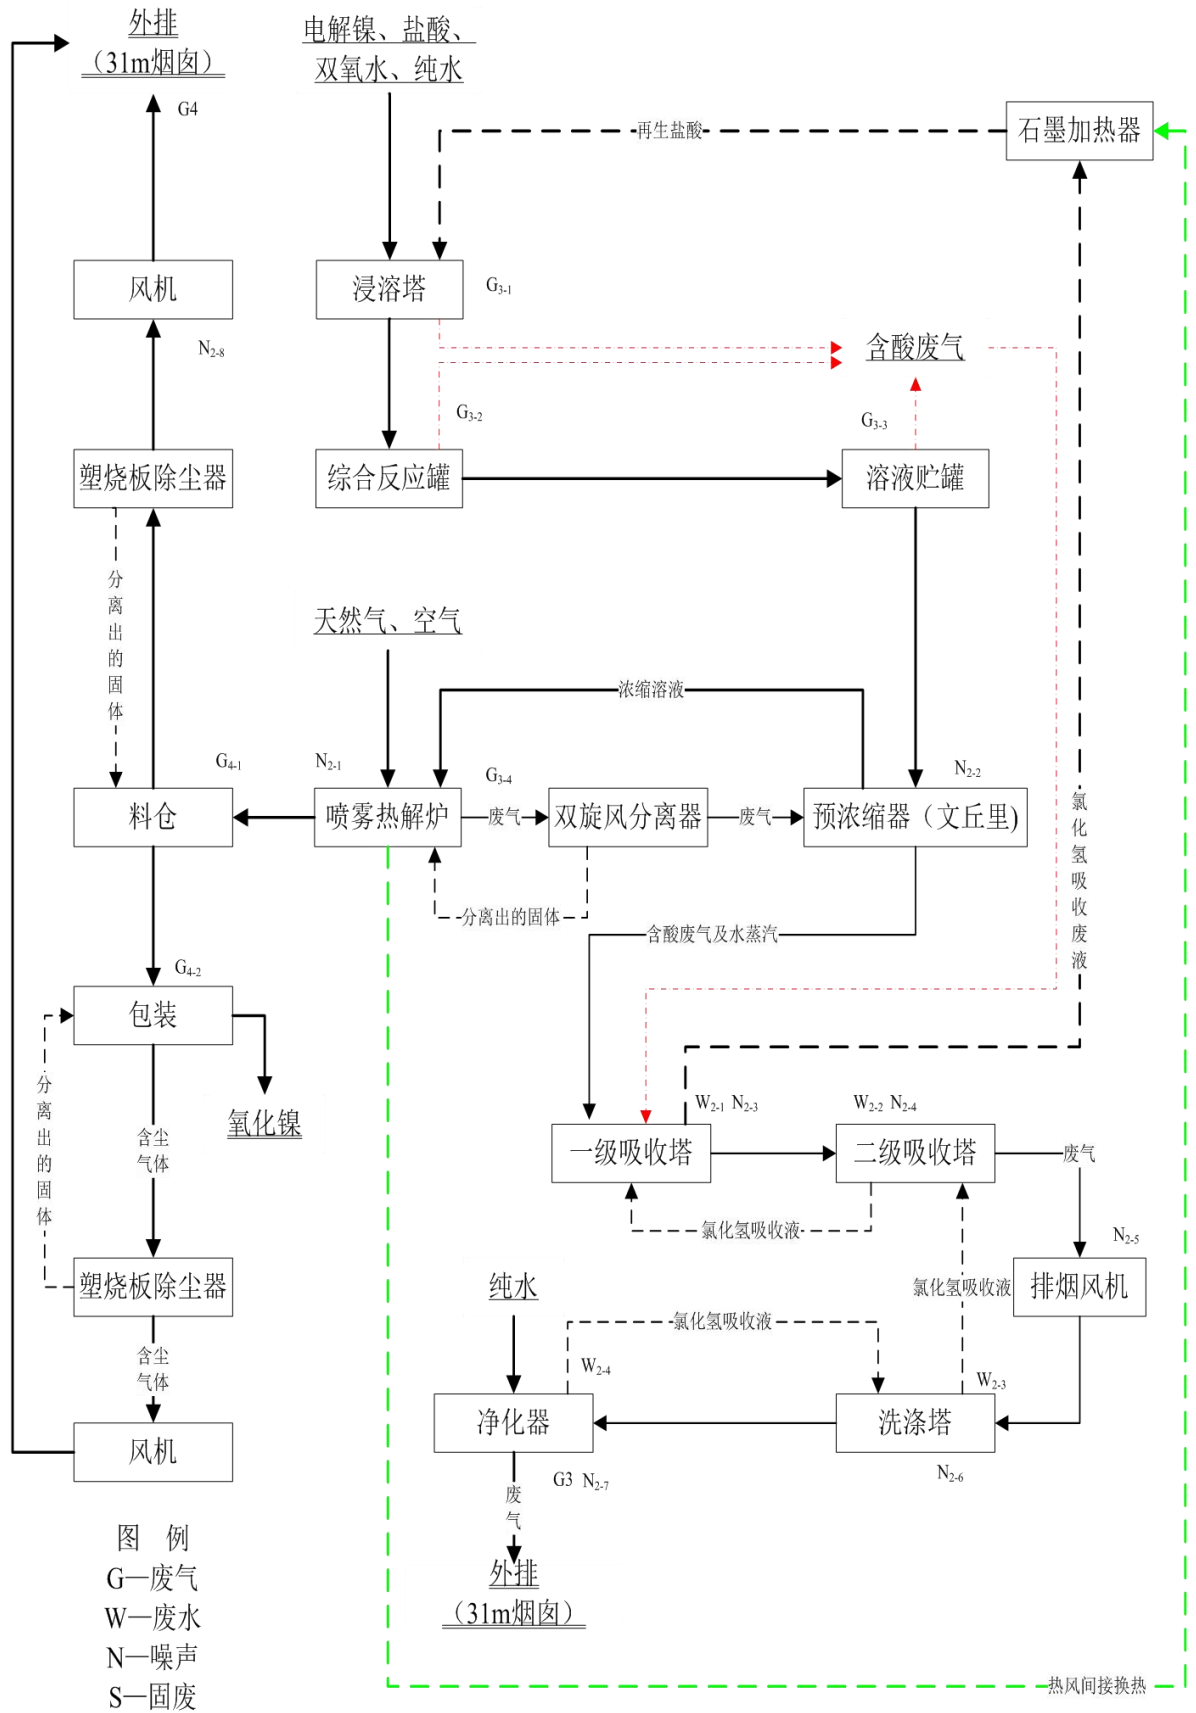 外排
（31m烟囱）
G4
电解镍、盐酸、
双氧水、纯水
再生盐酸
石墨加热器
风机
浸溶塔
G3-1
N2-8
含酸废气
G3-2
G3-3
塑烧板除尘器
综合反应罐
溶液贮罐
分离出的固体
天然气、空气
浓缩溶液
G4-1
N2-1
G3-4
N2-2
料仓
喷雾热解炉
废气
双旋风分离器
废气
预浓缩器（文丘里)
氯化氢吸收废液
分离出的固体
含酸废气及水蒸汽
G4-2
包装
氧化镍
分离出的固体
含尘
气体
W2-1 N2-3
W2-2 N2-4
一级吸收塔
二级吸收塔
废气
氯化氢吸收液
N2-5
塑烧板除尘器
纯水
氯化氢吸收液
排烟风机
氯化氢吸收液
含尘
气体
W2-4
W2-3
风机
净化器
洗涤塔
G3 N2-7
N2-6
废气
外排
（31m烟囱）
热风间接换热
图 例
G—废气
W—废水
N—噪声
S—固废